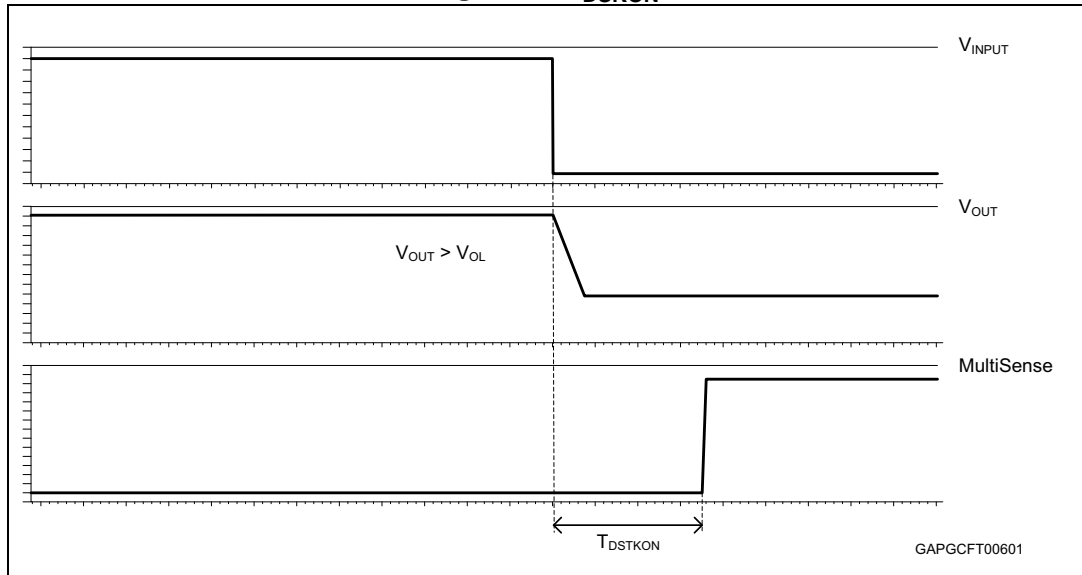 V_INPUT
V_OUT
V_OUT > V_OL
MultiSense
T_DSTKON
GAPGCFT00601